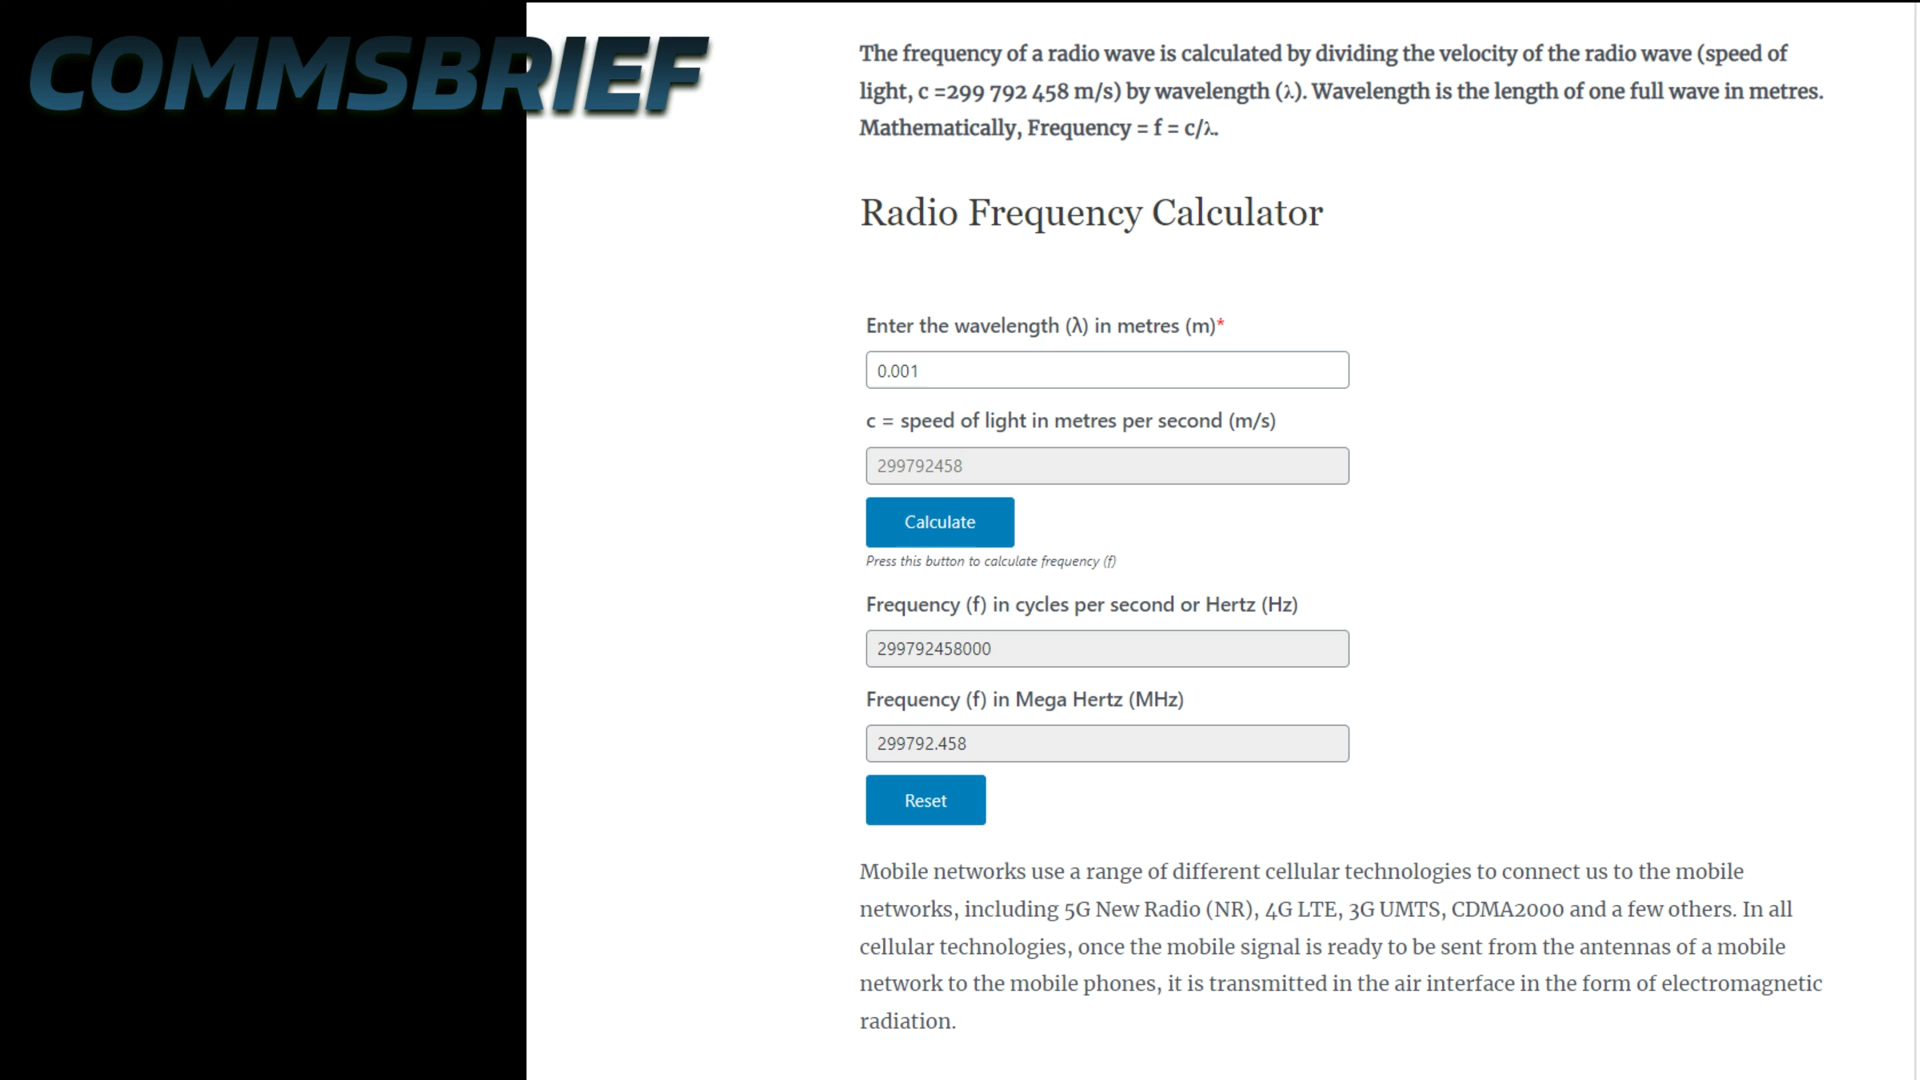 COMMSBRIEF
The frequency of a radio wave is calculated by dividing the velocity of the radio wave (speed of
light, c =299 792 458 m/s) by wavelength (λ). Wavelength is the length of one full wave in metres.
Mathematically, Frequency = f = c/λ.
Radio Frequency Calculator
Enter the wavelength (λ) in metres (m)*
0.001
c = speed of light in metres per second (m/s)
299792458
Calculate
Press this button to calculate frequency (f)
Frequency (f) in cycles per second or Hertz (Hz)
299792458000
Frequency (f) in Mega Hertz (MHz)
299792.458
Reset
Mobile networks use a range of different cellular technologies to connect us to the mobile
networks, including 5G New Radio (NR), 4G LTE, 3G UMTS, CDMA2000 and a few others. In all
cellular technologies, once the mobile signal is ready to be sent from the antennas of a mobile
network to the mobile phones, it is transmitted in the air interface in the form of electromagnetic
radiation.